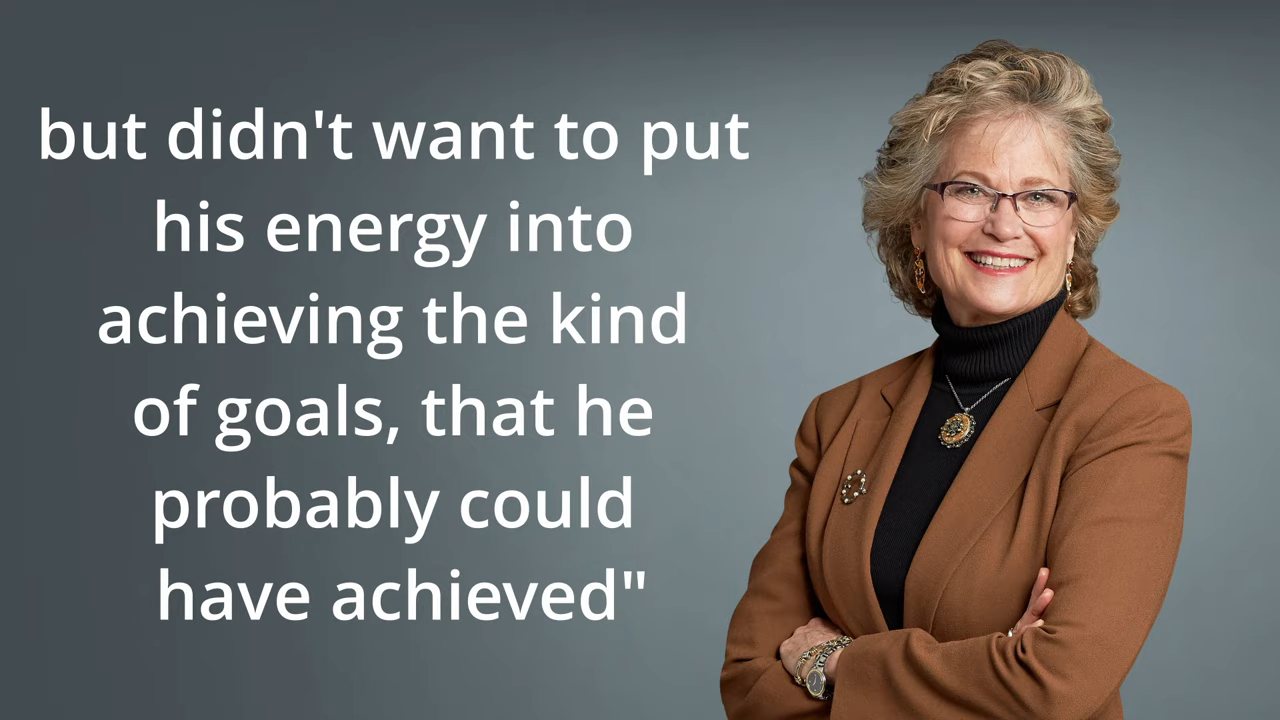 but didn't want to put
his energy into
achieving the kind
of goals, that he
probably could
have achieved"